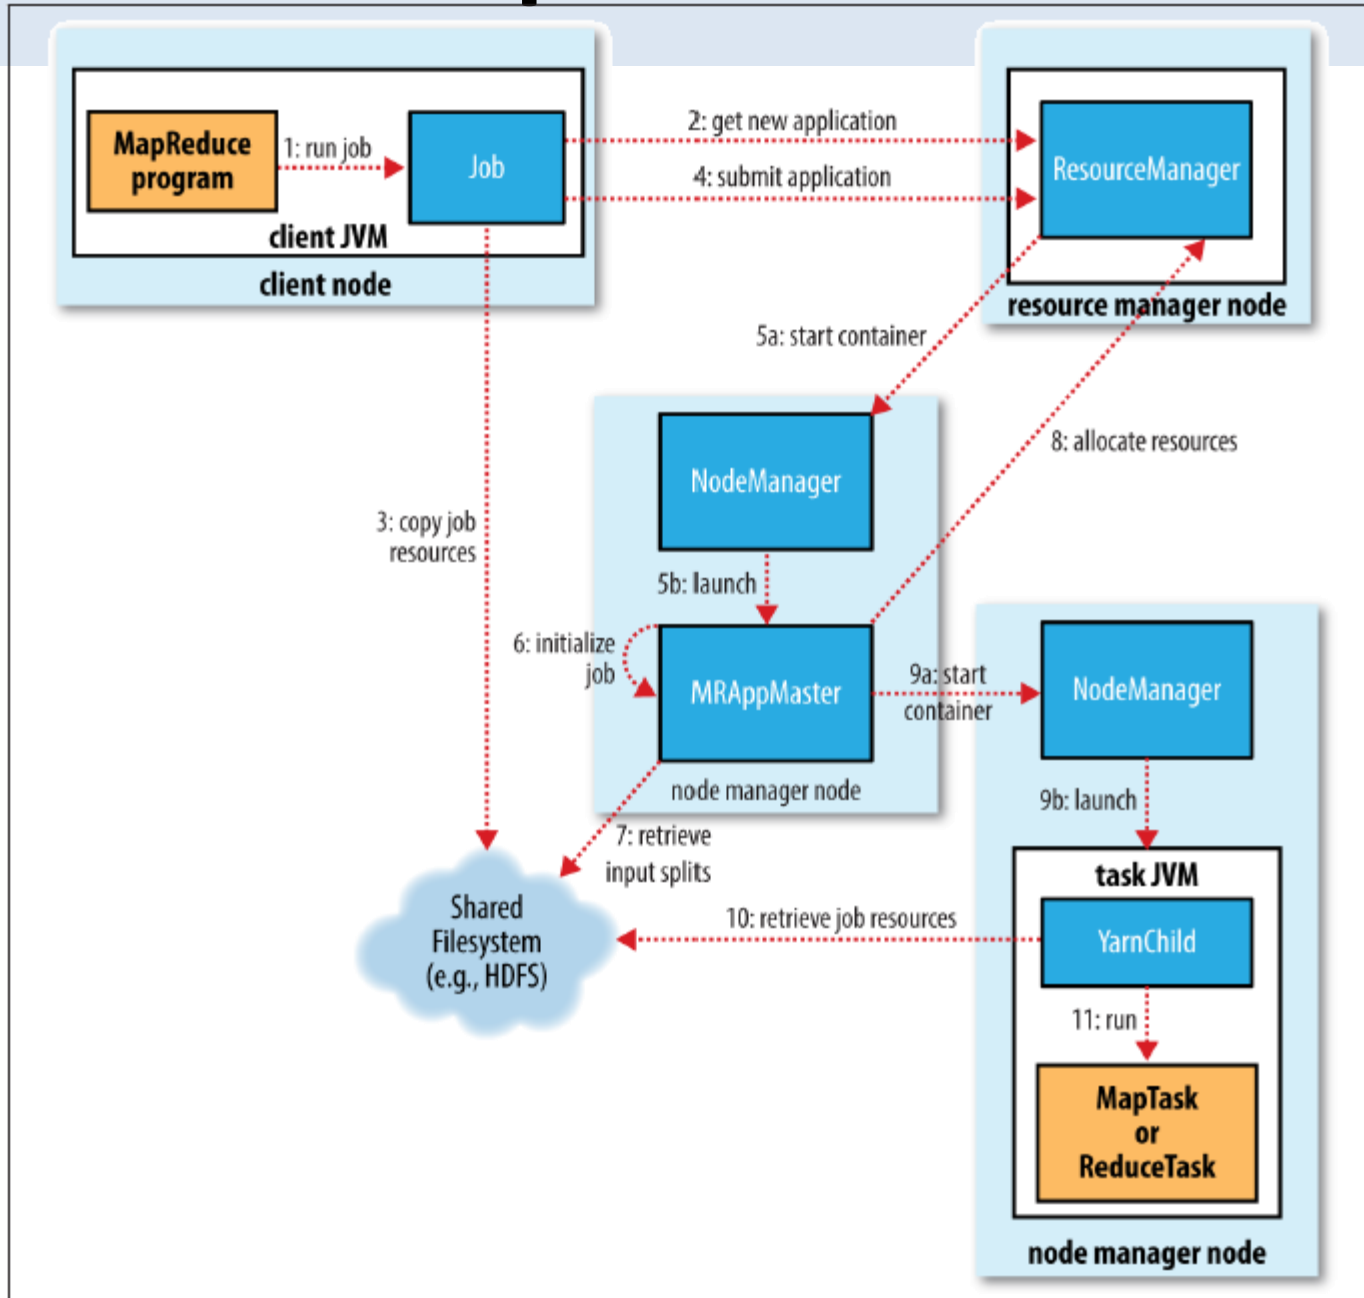 MapReduce
program
1: run job
Job
client JVM
client node
2: get new application
4: submit application
ResourceManager
resource manager node
5a: start container
8: allocate resources
3: copy job
resources
NodeManager
5b: launch
6: initialize
job
MRAppMaster
node manager node
9a: start
container
NodeManager
9b: launch
7: retrieve
input splits
Shared
Filesystem
(e.g., HDFS)
10: retrieve job resources
task JVM
YarnChild
11: run
MapTask
or
ReduceTask
node manager node